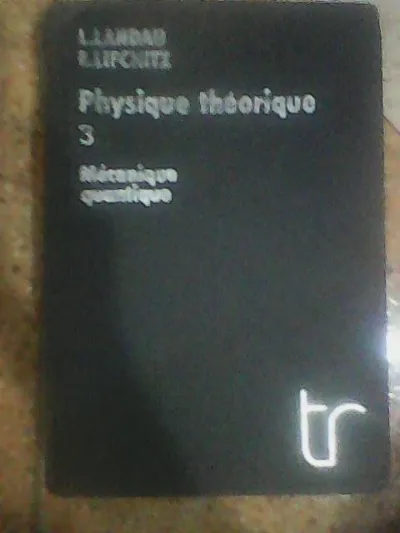 L.LANDAU
E.LIFCHITZ
Physique théorique
3
Mécanique
quantique
tr